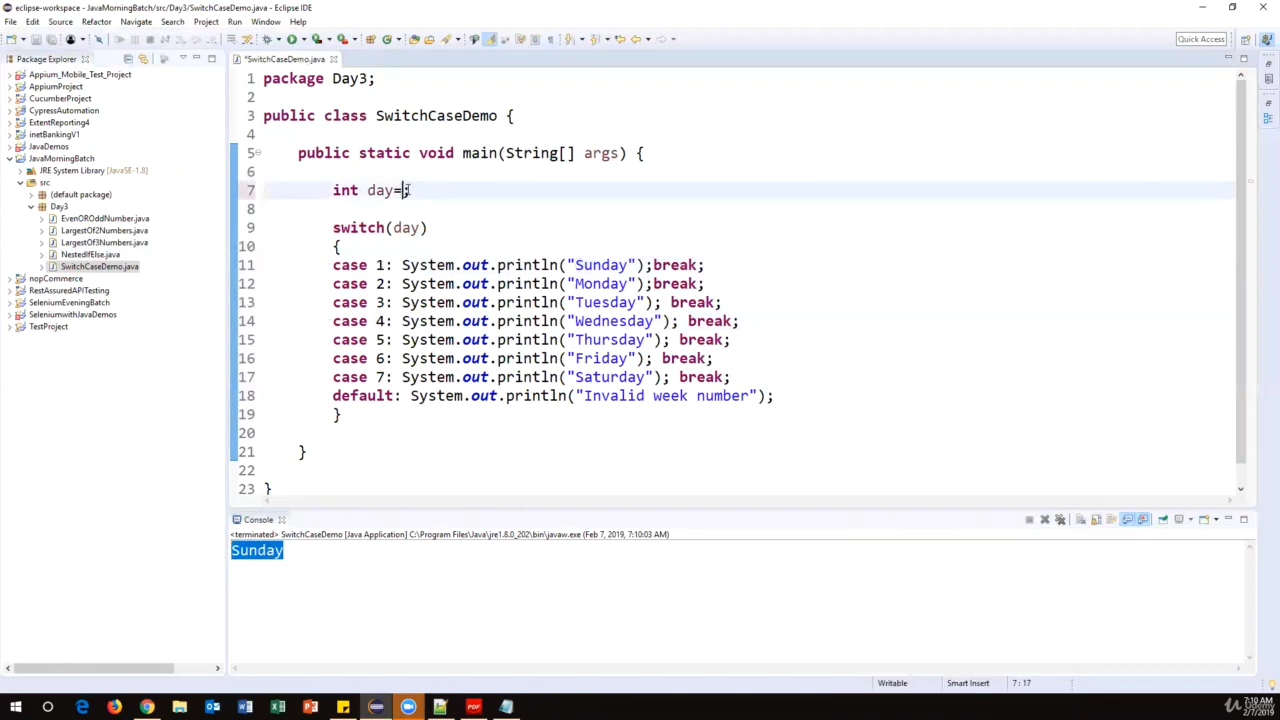 eclipse-workspace - JavaMorningBatch/src/Day3/SwitchCaseDemo.java - Eclipse IDE
File Edit Source Refactor Navigate Search Project Run Window Help
Quick Access
Package Explorer
*SwitchCaseDemo.java
Appium_Mobile_Test_Project
AppiumProject
CucumberProject
CypressAutomation
ExtentReporting4
inetBankingV1
JavaDemos
JavaMorningBatch
JRE System Library [JavaSE-1.8]
src
(default package)
Day3
EvenOROddNumber.java
LargestOf2Numbers.java
LargestOf3Numbers.java
NestedIfElse.java
SwitchCaseDemo.java
nopCommerce
RestAssuredAPITesting
SeleniumEveningBatch
SeleniumwithJavaDemos
TestProject
1 package Day3;
2
3 public class SwitchCaseDemo {
4
5 public static void main(String[] args) {
6
7 int day=;
8
9 switch(day)
10 {
11 case 1: System.out.println("Sunday");break;
12 case 2: System.out.println("Monday");break;
13 case 3: System.out.println("Tuesday"); break;
14 case 4: System.out.println("Wednesday"); break;
15 case 5: System.out.println("Thursday"); break;
16 case 6: System.out.println("Friday"); break;
17 case 7: System.out.println("Saturday"); break;
18 default: System.out.println("Invalid week number");
19 }
20
21 }
22
23 }
Console
<terminated> SwitchCaseDemo [Java Application] C:\Program Files\Java\jre1.8.0_202\bin\javaw.exe (Feb 7, 2019, 7:10:03 AM)
Sunday
Writable Smart Insert 7:17
7:10 AM
2/7/2019
Udemy